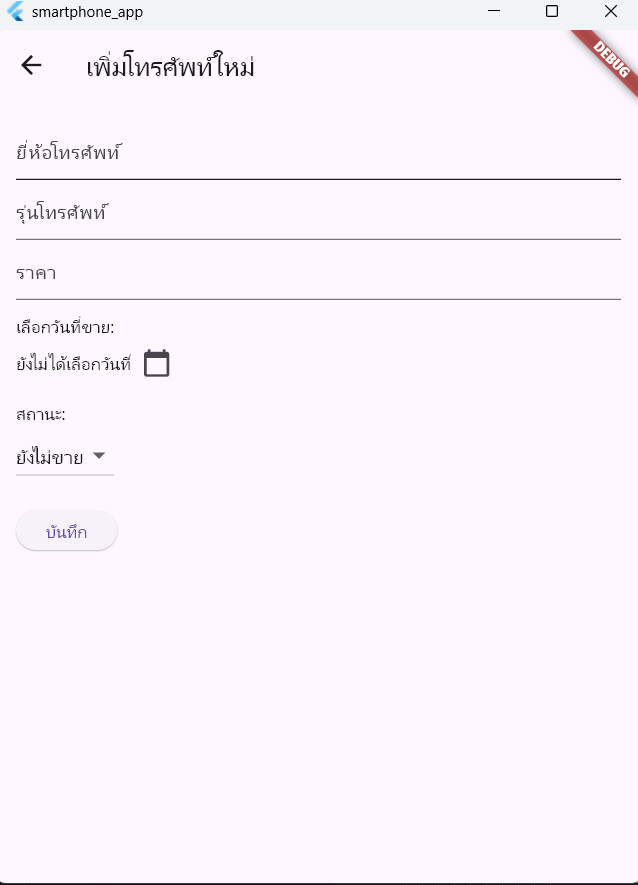 smartphone_app
DEBUG
เพิ่มโทรศัพท์ใหม่
ยี่ห้อโทรศัพท์
รุ่นโทรศัพท์
ราคา
เลือกวันที่ขาย:
ยังไม่ได้เลือกวันที่
สถานะ:
ยังไม่ขาย
บันทึก